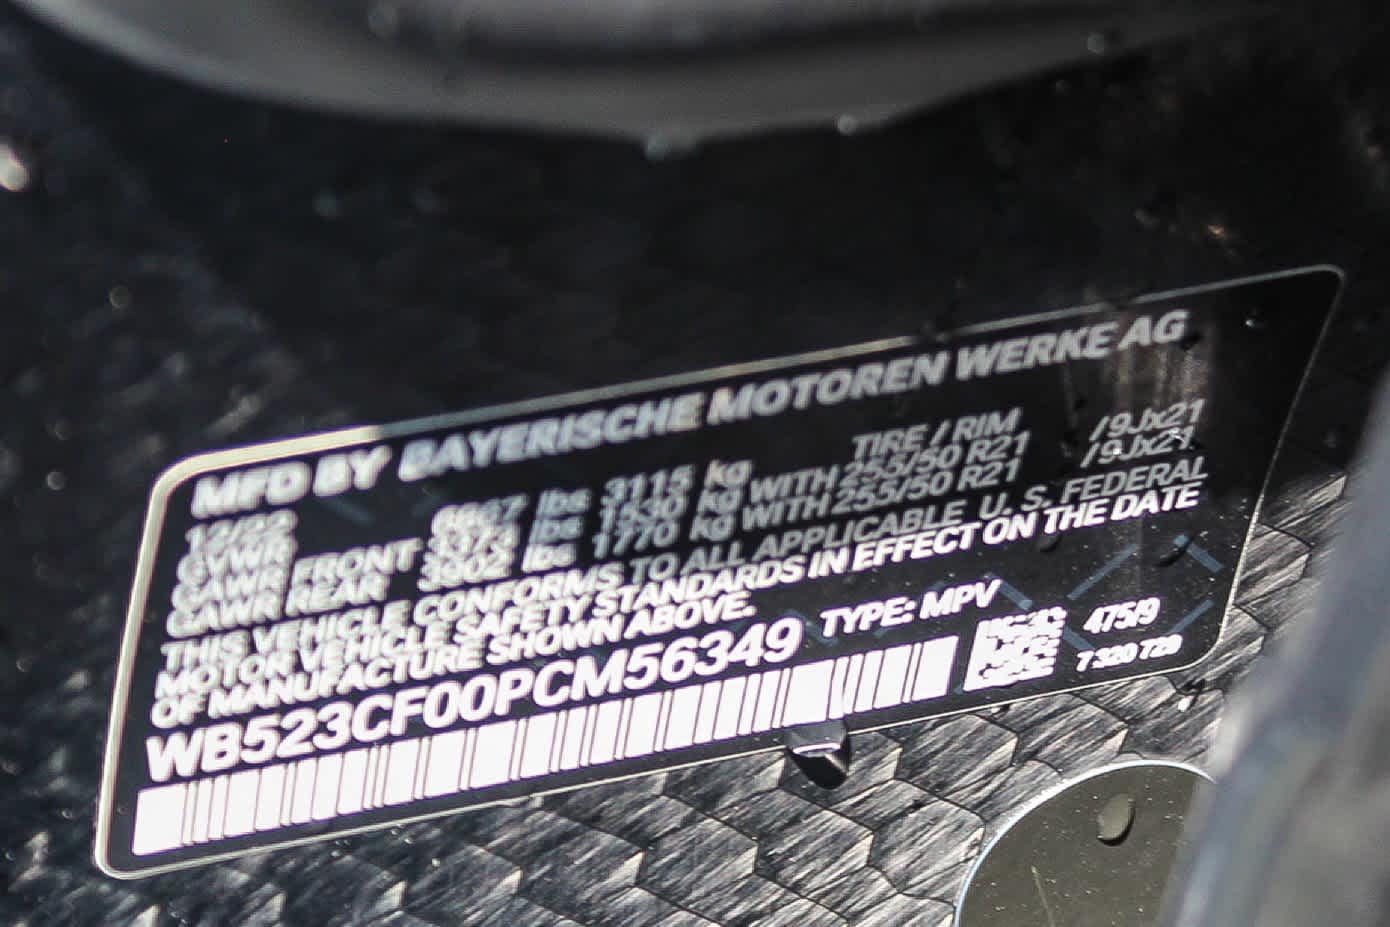 MFD BY BAYERISCHE MOTOREN WERKE AG
12/22 TIRE / RIM
GVWR 6867 lbs 3115 kg WITH 255/50 R21 /9Jx21
GAWR FRONT 3373 lbs 1530 kg WITH 255/50 R21 /9Jx21
GAWR REAR 3902 lbs 1770 kg
THIS VEHICLE CONFORMS TO ALL APPLICABLE U. S. FEDERAL
MOTOR VEHICLE SAFETY STANDARDS IN EFFECT ON THE DATE
OF MANUFACTURE SHOWN ABOVE.
WB523CF00PCM56349 TYPE: MPV
475/9
7 320 729